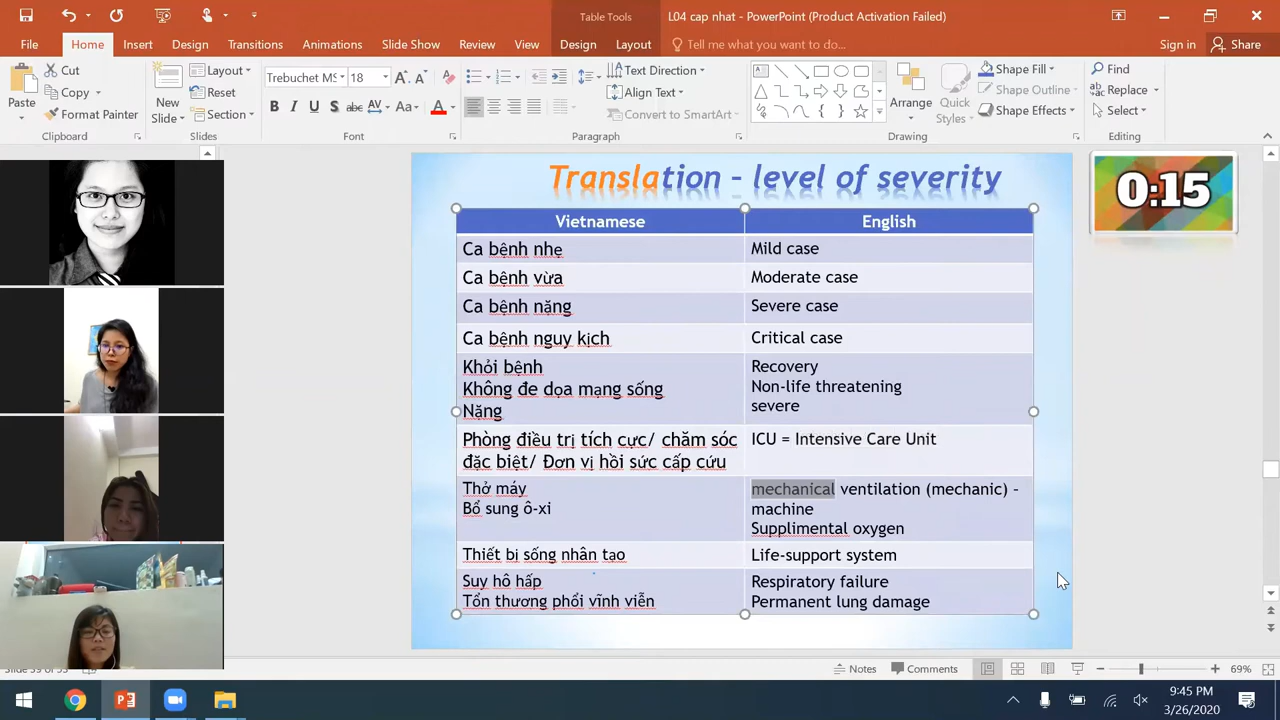 Table Tools
L04 cap nhat - PowerPoint (Product Activation Failed)
File
Home
Insert
Design
Transitions
Animations
Slide Show
Review
View
Design
Layout
Tell me what you want to do...
Sign in
Share
Paste
Cut
Copy
Format Painter
Clipboard
New
Slide
Layout
Reset
Section
Slides
Trebuchet MS
18
B I U S abc AV Aa A
Font
Text Direction
Align Text
Convert to SmartArt
Paragraph
Arrange
Quick
Styles
Shape Fill
Shape Outline
Shape Effects
Drawing
Find
Replace
Select
Editing
Translation – level of severity
0:15
Vietnamese English
Ca bệnh nhẹ Mild case
Ca bệnh vừa Moderate case
Ca bệnh nặng Severe case
Ca bệnh nguy kịch Critical case
Khỏi bệnh Recovery
Không đe dọa mạng sống Non-life threatening
Nặng severe
Phòng điều trị tích cực/ chăm sóc ICU = Intensive Care Unit
đặc biệt/ Đơn vị hồi sức cấp cứu
Thở máy mechanical ventilation (mechanic) –
Bổ sung ô-xi machine
Supplimental oxygen
Thiết bị sống nhân tạo Life-support system
Suy hô hấp Respiratory failure
Tổn thương phổi vĩnh viễn Permanent lung damage
Notes
Comments
69%
9:45 PM
3/26/2020